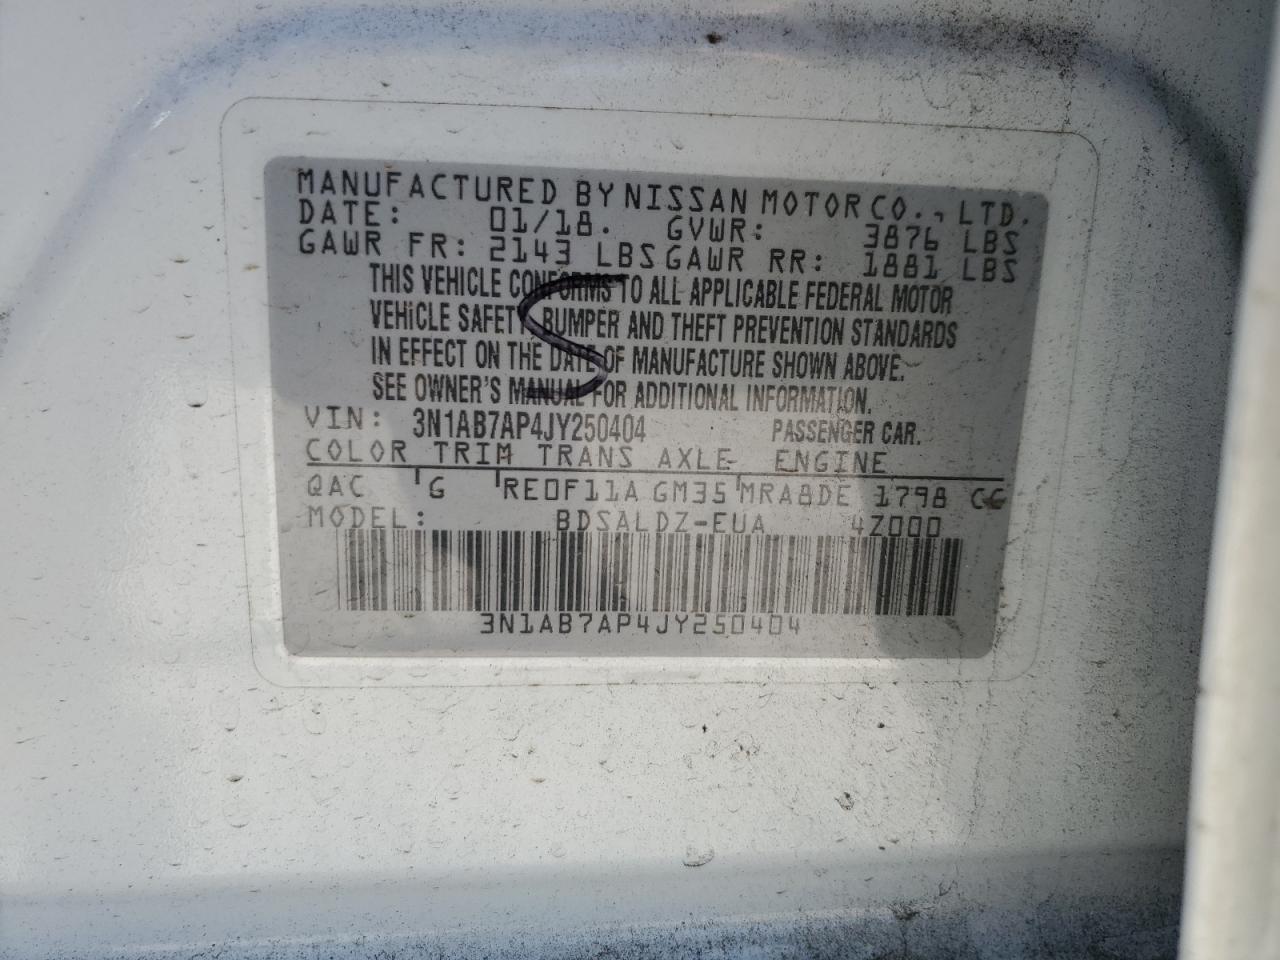 MANUFACTURED BY NISSAN MOTOR CO., LTD.
DATE: 01/18. GVWR: 3876 LBS
GAWR FR: 2143 LBS GAWR RR: 1881 LBS
THIS VEHICLE CONFORMS TO ALL APPLICABLE FEDERAL MOTOR
VEHICLE SAFETY, BUMPER AND THEFT PREVENTION STANDARDS
IN EFFECT ON THE DATE OF MANUFACTURE SHOWN ABOVE.
SEE OWNER'S MANUAL FOR ADDITIONAL INFORMATION.
VIN: 3N1AB7AP4JY250404 PASSENGER CAR.
COLOR TRIM TRANS AXLE ENGINE
QAC G RE0F11A GM35 MRA8DE 1798 CC
MODEL: BDSALDZ-EUA 4Z000
3N1AB7AP4JY250404